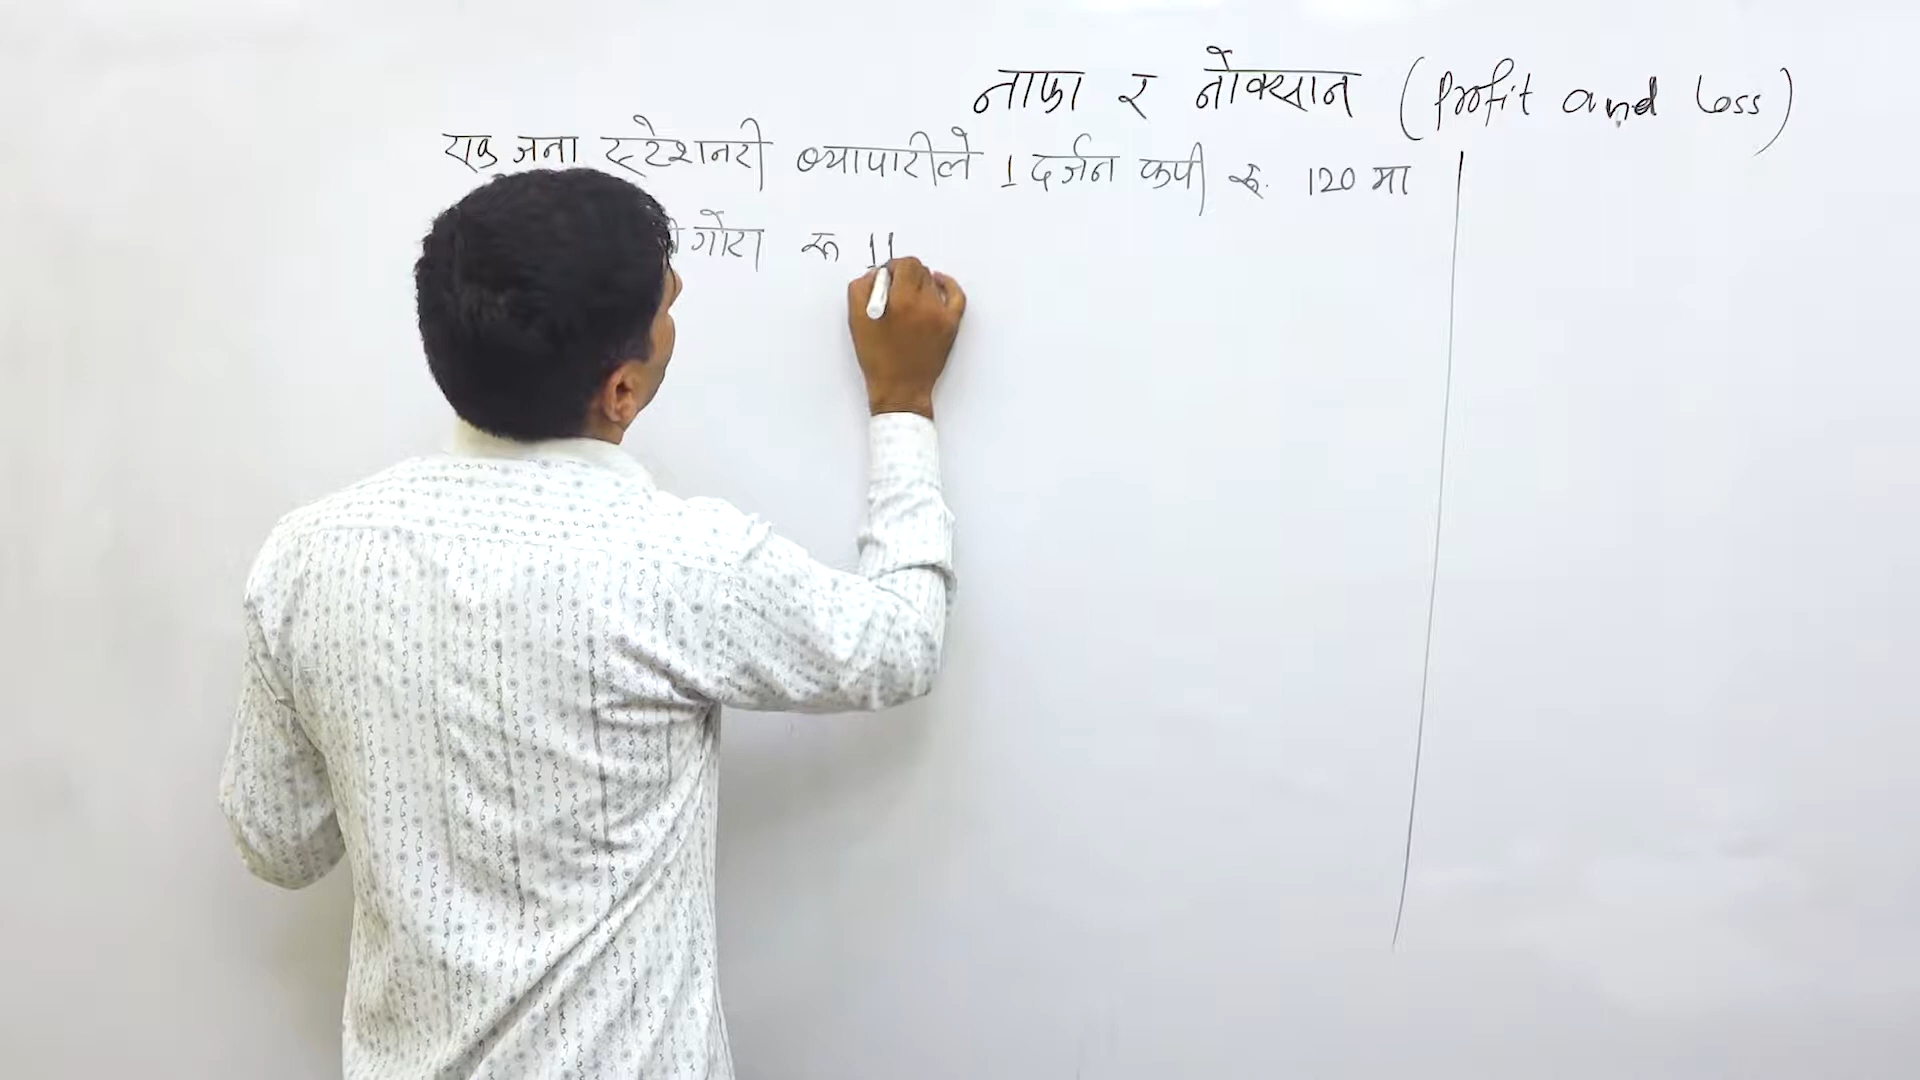 नाफा र नोक्सान (Profit and Loss)
एक जना स्टेशनरी व्यापारीले 1 दर्जन कपी रू. 120 मा
गोटा रू 11